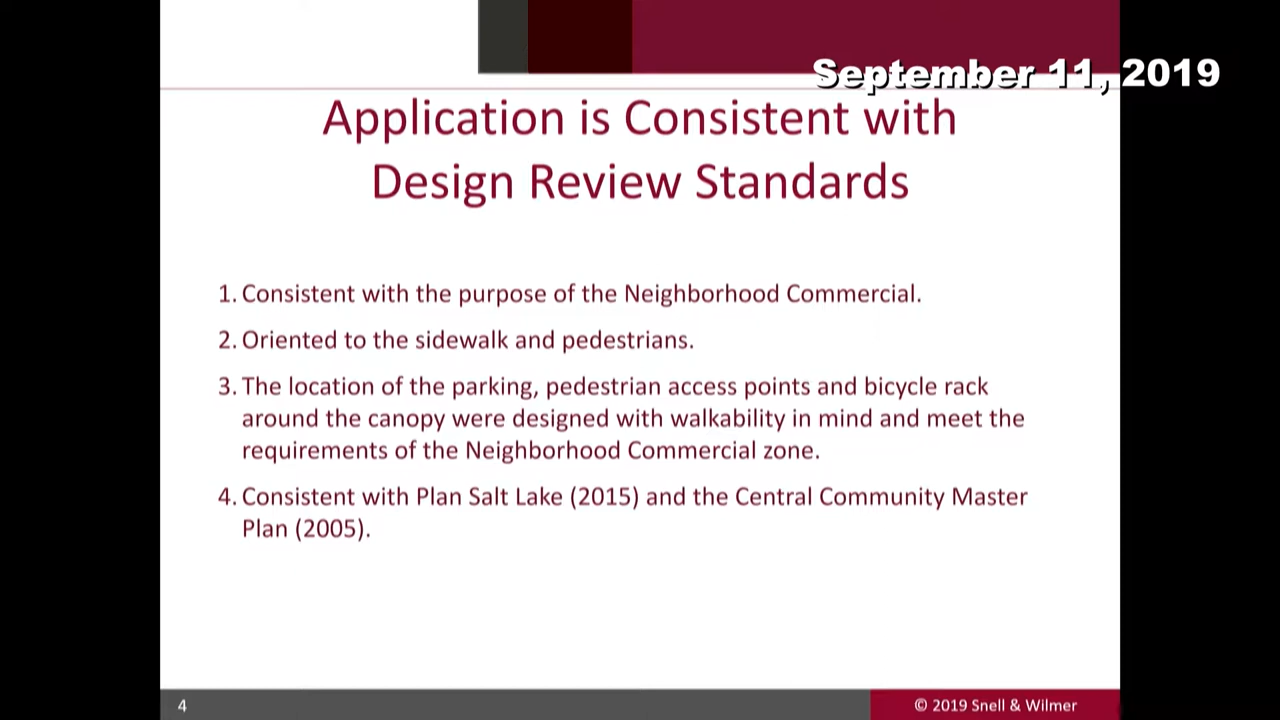 September 11, 2019
Application is Consistent with
Design Review Standards
1. Consistent with the purpose of the Neighborhood Commercial.
2. Oriented to the sidewalk and pedestrians.
3. The location of the parking, pedestrian access points and bicycle rack
around the canopy were designed with walkability in mind and meet the
requirements of the Neighborhood Commercial zone.
4. Consistent with Plan Salt Lake (2015) and the Central Community Master
Plan (2005).
4
© 2019 Snell & Wilmer